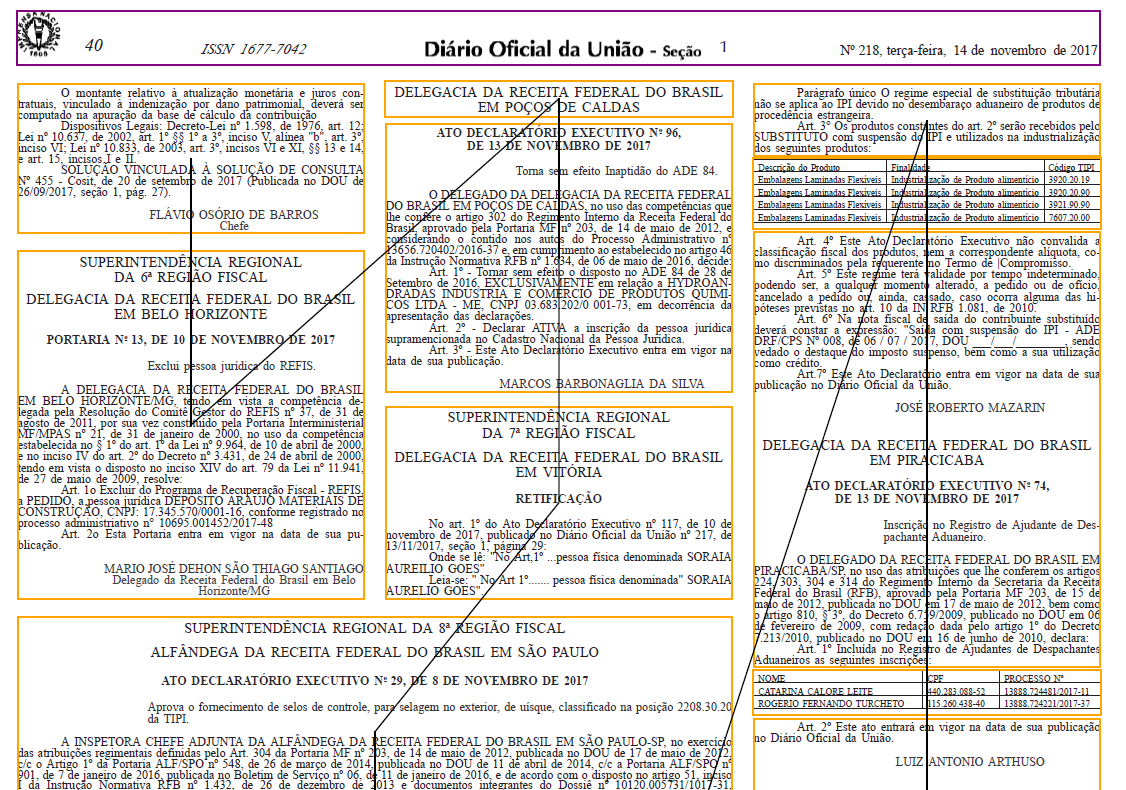 40
ISSN 1677-7042
Diário Oficial da União - Seção 1
Nº 218, terça-feira, 14 de novembro de 2017
O montante relativo à atualização monetária e juros con-
tratuais, vinculado à indenização por dano patrimonial, deverá ser
computado na apuração da base de cálculo da contribuição
Dispositivos Legais: Decreto-Lei nº 1.598, de 1976, art. 12;
Lei nº 10.637, de 2002, art. 1º §§ 1º a 3º, inciso V, alínea "b", art. 3º,
inciso VI; Lei nº 10.833, de 2003, art. 3º, incisos VI e XI, §§ 13 e 14,
e art. 15, incisos I e II.
SOLUÇÃO VINCULADA À SOLUÇÃO DE CONSULTA
Nº 455 - Cosit, de 20 de setembro de 2017 (Publicada no DOU de
26/09/2017, seção 1, pág. 27).
FLÁVIO OSÓRIO DE BARROS
Chefe
SUPERINTENDÊNCIA REGIONAL
DA 6ª REGIÃO FISCAL
DELEGACIA DA RECEITA FEDERAL DO BRASIL
EM BELO HORIZONTE
PORTARIA Nº 13, DE 10 DE NOVEMBRO DE 2017
Exclui pessoa jurídica do REFIS.
A DELEGACIA DA RECEITA FEDERAL DO BRASIL
EM BELO HORIZONTE/MG, tendo em vista a competência de-
legada pela Resolução do Comitê Gestor do REFIS nº 37, de 31 de
agosto de 2011, por sua vez constituído pela Portaria Interministerial
MF/MPAS nº 21, de 31 de janeiro de 2000, no uso da competência
estabelecida no § 1º do art. 1º da Lei nº 9.964, de 10 de abril de 2000,
e no inciso IV do art. 2º do Decreto nº 3.431, de 24 de abril de 2000,
tendo em vista o disposto no inciso XIV do art. 79 da Lei nº 11.941,
de 27 de maio de 2009, resolve:
Art. 1o Excluir do Programa de Recuperação Fiscal - REFIS,
a PEDIDO, a pessoa jurídica DEPÓSITO ARAUJO MATERIAIS DE
CONSTRUÇÃO, CNPJ: 17.345.570/0001-16, conforme registrado no
processo administriativo nº 10695.001452/2017-48
Art. 2o Esta Portaria entra em vigor na data de sua pu-
blicação.
MARIO JOSÉ DEHON SÃO THIAGO SANTIAGO
Delegado da Receita Federal do Brasil em Belo
Horizonte/MG
DELEGACIA DA RECEITA FEDERAL DO BRASIL
EM POÇOS DE CALDAS
ATO DECLARATÓRIO EXECUTIVO Nº 96,
DE 13 DE NOVEMBRO DE 2017
Torna sem efeito Inaptidão do ADE 84.
O DELEGADO DA DELEGACIA DA RECEITA FEDERAL
DO BRASIL EM POÇOS DE CALDAS, no uso das competências que
lhe confere o artigo 302 do Regimento Interno da Receita Federal do
Brasil, aprovado pela Portaria MF nº 203, de 14 de maio de 2012, e
considerando o contido nos autos do Processo Administrativo nº
13656.720402/2016-37 e em cumprimento ao estabelecido no artigo 46
da Instrução Normativa RFB nº 1.634, de 06 de maio de 2016, decide:
Art. 1º - Tornar sem efeito o disposto no ADE 84 de 28 de
Setembro de 2016, EXCLUSIVAMENTE em relação a HYDROAN-
DRADAS INDUSTRIA E COMERCIO DE PRODUTOS QUIMI-
COS LTDA - ME, CNPJ 03.683.202/0 001-73, em decorrência da
apresentação das declarações.
Art. 2º - Declarar ATIVA a inscrição da pessoa jurídica
supramencionada no Cadastro Nacional da Pessoa Jurídica.
Art. 3º - Este Ato Declaratório Executivo entra em vigor na
data de sua publicação.
MARCOS BARBONAGLIA DA SILVA
SUPERINTENDÊNCIA REGIONAL
DA 7ª REGIÃO FISCAL
DELEGACIA DA RECEITA FEDERAL DO BRASIL
EM VITÓRIA
RETIFICAÇÃO
No art. 1º do Ato Declaratório Executivo nº 117, de 10 de
novembro de 2017, publicado no Diário Oficial da União nº 217, de
13/11/2017, seção 1, página 29:
Onde se lê: "No Art,1º ...pessoa física denominada SORAIA
AUREILIO GOES"
Leia-se: " No Art 1º....... pessoa física denominada" SORAIA
AURELIO GOES"
SUPERINTENDÊNCIA REGIONAL DA 8ª REGIÃO FISCAL
ALFÂNDEGA DA RECEITA FEDERAL DO BRASIL EM SÃO PAULO
ATO DECLARATÓRIO EXECUTIVO Nº 29, DE 8 DE NOVEMBRO DE 2017
Aprova o fornecimento de selos de controle, para selagem no exterior, de uísque, classificado na posição 2208.30.20
da TIPI.
A INSPETORA CHEFE ADJUNTA DA ALFÂNDEGA DA RECEITA FEDERAL DO BRASIL EM SÃO PAULO-SP, no exercício
das atribuições regimentais definidas pelo Art. 304 da Portaria MF nº 203, de 14 de maio de 2012, publicada no DOU de 17 de maio de 2012,
c/c o Artigo 1º da Portaria ALF/SPO nº 548, de 26 de março de 2014, publicada no DOU de 11 de abril de 2014, c/c a Portaria ALF/SPO nº
901, de 7 de janeiro de 2016, publicada no Boletim de Serviço nº 06, de 11 de janeiro de 2016, e de acordo com o disposto no artigo 51, inciso
I da Instrução Normativa RFB nº 1.432, de 26 de dezembro de 2013 e documentos integrantes do Dossiê nº 10120.005731/1017-31,
Parágrafo único O regime especial de substituição tributária
não se aplica ao IPI devido no desembaraço aduaneiro de produtos de
procedência estrangeira.
Art. 3º Os produtos constantes do art. 2º serão recebidos pelo
SUBSTITUTO com suspensão do IPI e utilizados na industrialização
dos seguintes produtos:
Descrição do Produto Finalidade Código TIPI
Embalagens Laminadas Flexíveis Industrialização de Produto alimentício 3920.20.19
Embalagens Laminadas Flexíveis Industrialização de Produto alimentício 3920.20.90
Embalagens Laminadas Flexíveis Industrialização de Produto alimentício 3921.90.90
Embalagens Laminadas Flexíveis Industrialização de Produto alimentício 7607.20.00
Art. 4º Este Ato Declaratório Executivo não convalida a
classificação fiscal dos produtos, nem a correspondente alíquota, co-
mo discriminados pela requerente no Termo de |Compromisso.
Art. 5º Este regime terá validade por tempo indeterminado,
podendo ser, a qualquer momento alterado, a pedido ou de ofício,
cancelado a pedido ou, ainda, cassado, caso ocorra alguma das hi-
póteses previstas no art. 10 da IN RFB 1.081, de 2010.
Art. 6º Na nota fiscal de saída do contribuinte substituido
deverá constar a expressão: "Saída com suspensão do IPI - ADE
DRF/CPS Nº 008, de 06 / 07 / 2017, DOU ___/___/________, sendo
vedado o destaque do imposto suspenso, bem como a sua utilização
como crédito.
Art.7º Este Ato Declaratório entra em vigor na data de sua
publicação no Diário Oficial da União.
JOSÉ ROBERTO MAZARIN
DELEGACIA DA RECEITA FEDERAL DO BRASIL
EM PIRACICABA
ATO DECLARATÓRIO EXECUTIVO Nº 74,
DE 13 DE NOVEMBRO DE 2017
Inscrição no Registro de Ajudante de Des-
pachante Aduaneiro.
O DELEGADO DA RECEITA FEDERAL DO BRASIL EM
PIRACICABA/SP, no uso das atribuições que lhe conferem os artigos
224, 303, 304 e 314 do Regimento Interno da Secretaria da Receita
Federal do Brasil (RFB), aprovado pela Portaria MF 203, de 15 de
maio de 2012, publicada no DOU em 17 de maio de 2012, bem como
o artigo 810, § 3º, do Decreto 6.759/2009, publicado no DOU em 06
de fevereiro de 2009, com redação dada pelo artigo 1º do Decreto
7.213/2010, publicado no DOU em 16 de junho de 2010, declara:
Art. 1º Incluída no Registro de Ajudantes de Despachantes
Aduaneiros as seguintes inscrições:
NOME CPF PROCESSO Nº
CATARINA CALORE LEITE 440.283.088-52 13888.724481/2017-11
ROGERIO FERNANDO TURCHETO 115.260.438-40 13888.724221/2017-37
Art. 2º Este ato entrará em vigor na data de sua publicação
no Diário Oficial da União.
LUIZ ANTONIO ARTHUSO